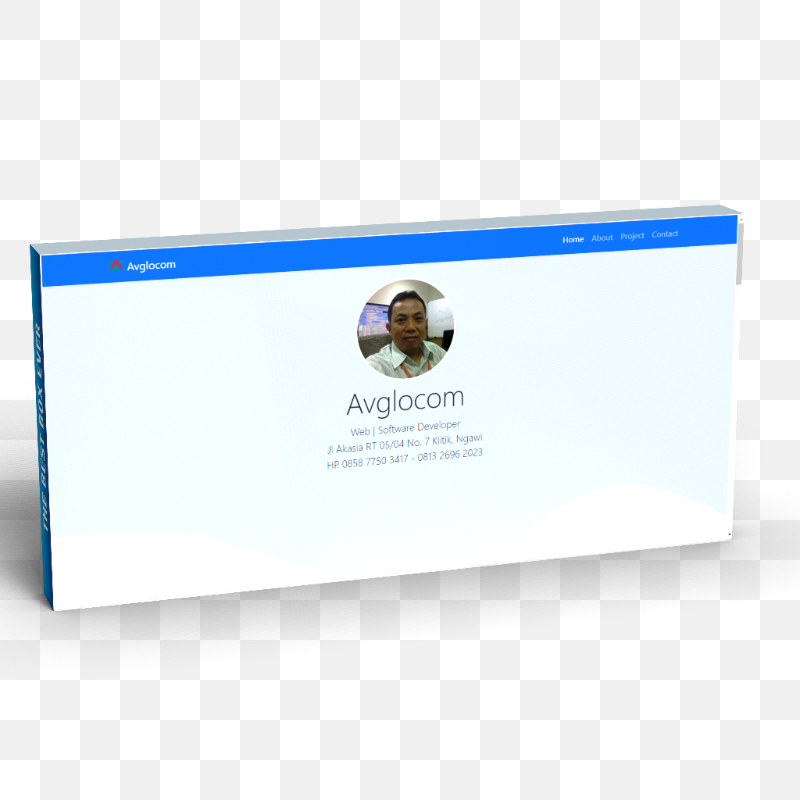 Avglocom
Home About Project Contact
Avglocom
Web | Software Developer
Jl Akasia RT 05/04 No. 7 Klitik, Ngawi
HP. 0858 7750 3417 - 0813 2696 2023
THE BEST BOX EVER